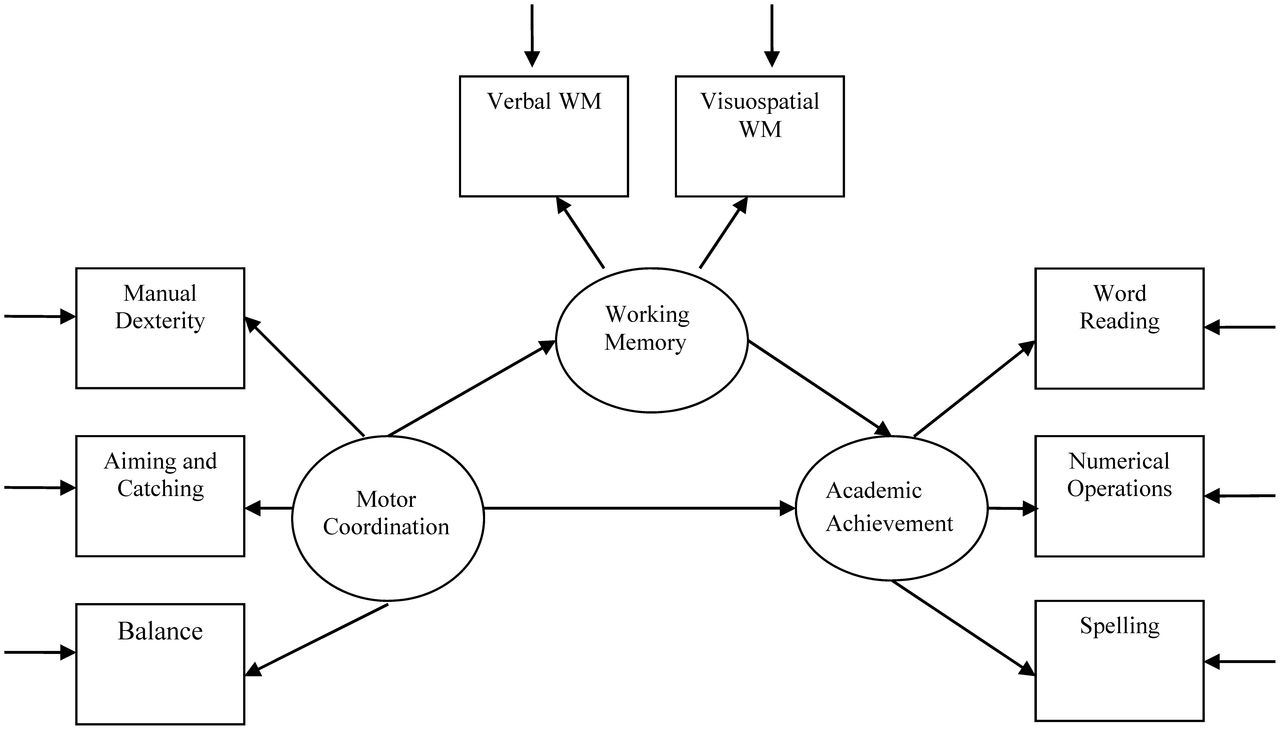 Verbal WM
Visuospatial
WM
Manual
Dexterity
Working
Memory
Word
Reading
Aiming and
Catching
Motor
Coordination
Academic
Achievement
Numerical
Operations
Balance
Spelling